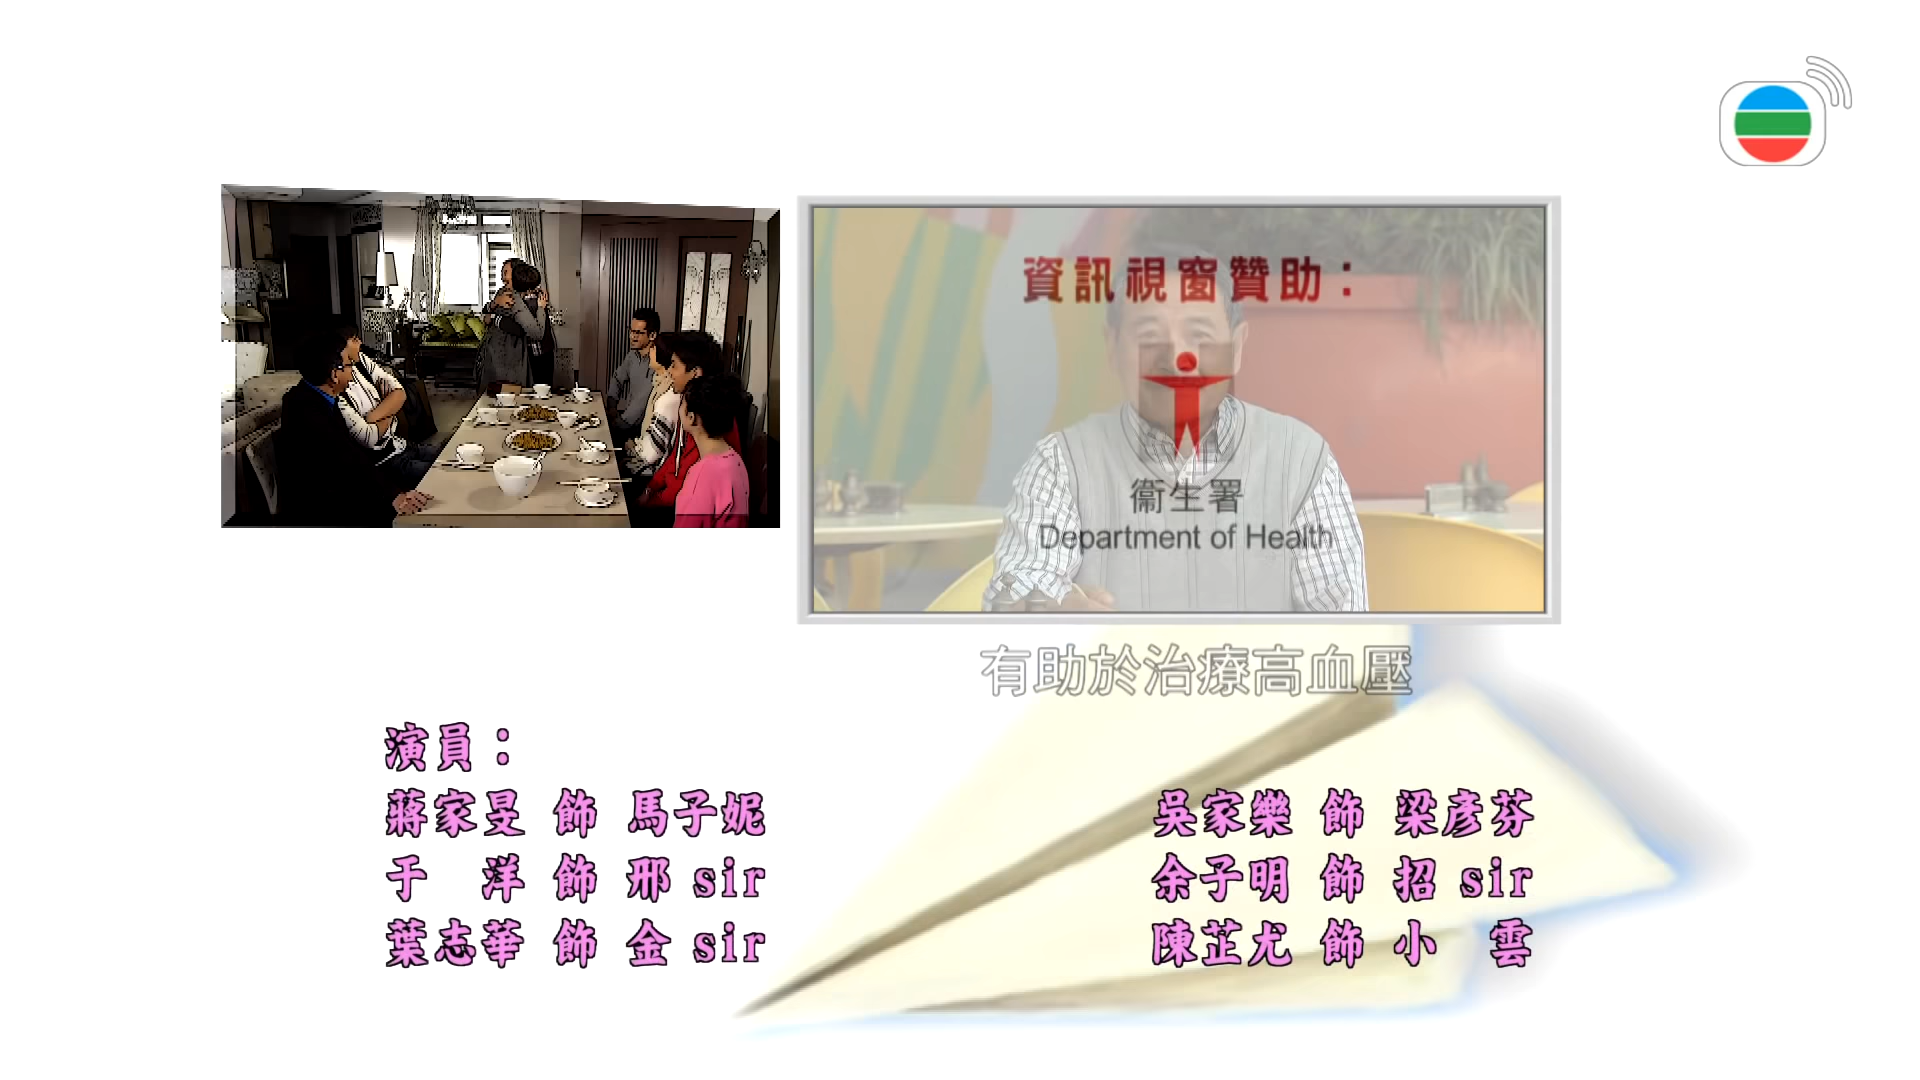 資訊視窗贊助：
衞生署
Department of Health
有助於治療高血壓
演員：
蔣家旻 飾 馬子妮
吳家樂 飾 梁彥芬
于　洋 飾 邢 sir
余子明 飾 招 sir
葉志華 飾 金 sir
陳芷尤 飾 小　雲